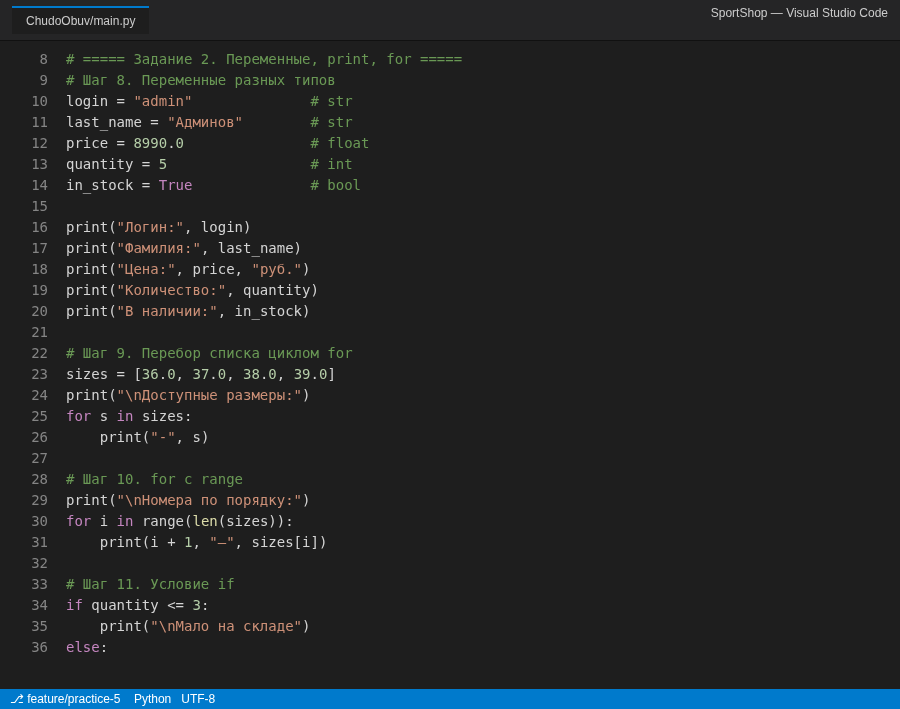 ChudoObuv/main.py
SportShop — Visual Studio Code
8 # ===== Задание 2. Переменные, print, for =====
9 # Шаг 8. Переменные разных типов
10 login = "admin"              # str
11 last_name = "Админов"        # str
12 price = 8990.0               # float
13 quantity = 5                 # int
14 in_stock = True              # bool
15
16 print("Логин:", login)
17 print("Фамилия:", last_name)
18 print("Цена:", price, "руб.")
19 print("Количество:", quantity)
20 print("В наличии:", in_stock)
21
22 # Шаг 9. Перебор списка циклом for
23 sizes = [36.0, 37.0, 38.0, 39.0]
24 print("\nДоступные размеры:")
25 for s in sizes:
26     print("-", s)
27
28 # Шаг 10. for с range
29 print("\nНомера по порядку:")
30 for i in range(len(sizes)):
31     print(i + 1, "—", sizes[i])
32
33 # Шаг 11. Условие if
34 if quantity <= 3:
35     print("\nМало на складе")
36 else:
⎇ feature/practice-5 Python UTF-8